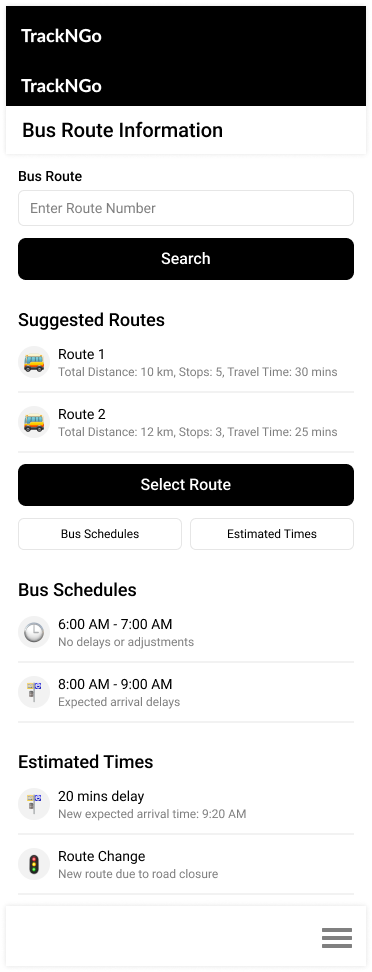 TrackNGo
TrackNGo
Bus Route Information
Bus Route
Enter Route Number
Search
Suggested Routes
Route 1
Total Distance: 10 km, Stops: 5, Travel Time: 30 mins
Route 2
Total Distance: 12 km, Stops: 3, Travel Time: 25 mins
Select Route
Bus Schedules
Estimated Times
Bus Schedules
6:00 AM - 7:00 AM
No delays or adjustments
8:00 AM - 9:00 AM
Expected arrival delays
Estimated Times
20 mins delay
New expected arrival time: 9:20 AM
Route Change
New route due to road closure